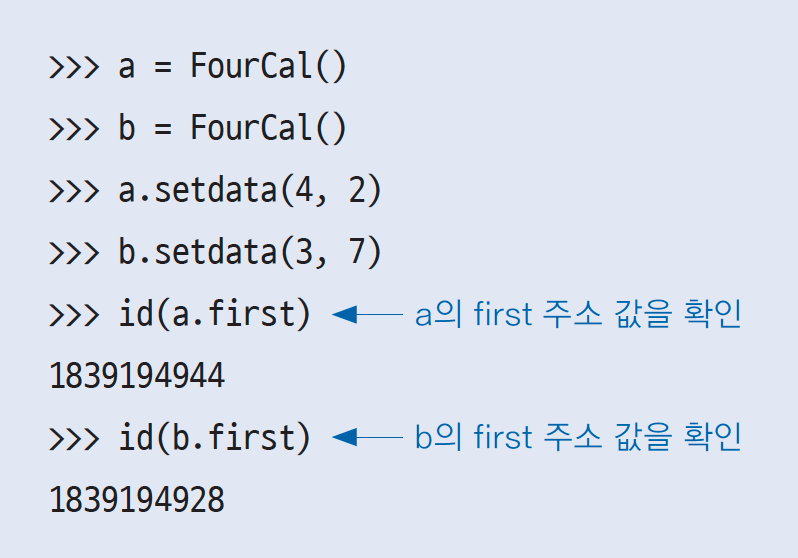 >>> a = FourCal()
>>> b = FourCal()
>>> a.setdata(4, 2)
>>> b.setdata(3, 7)
>>> id(a.first) a의 first 주소 값을 확인
1839194944
>>> id(b.first) b의 first 주소 값을 확인
1839194928